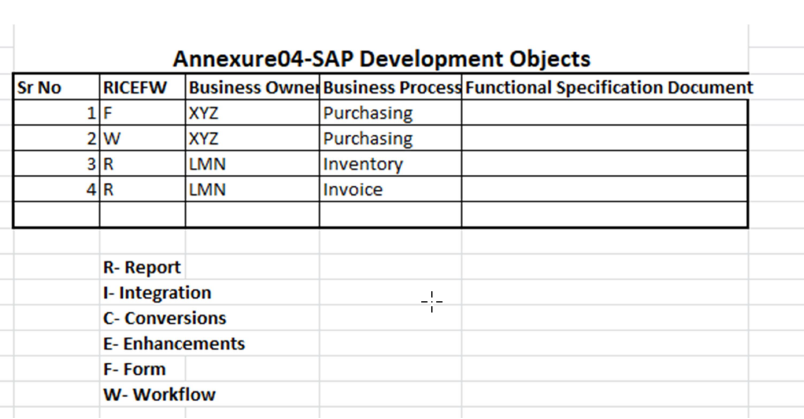 Annexure04-SAP Development Objects
Sr No RICEFW Business Owner Business Process Functional Specification Document
1 F XYZ Purchasing
2 W XYZ Purchasing
3 R LMN Inventory
4 R LMN Invoice
R- Report
I- Integration
C- Conversions
E- Enhancements
F- Form
W- Workflow